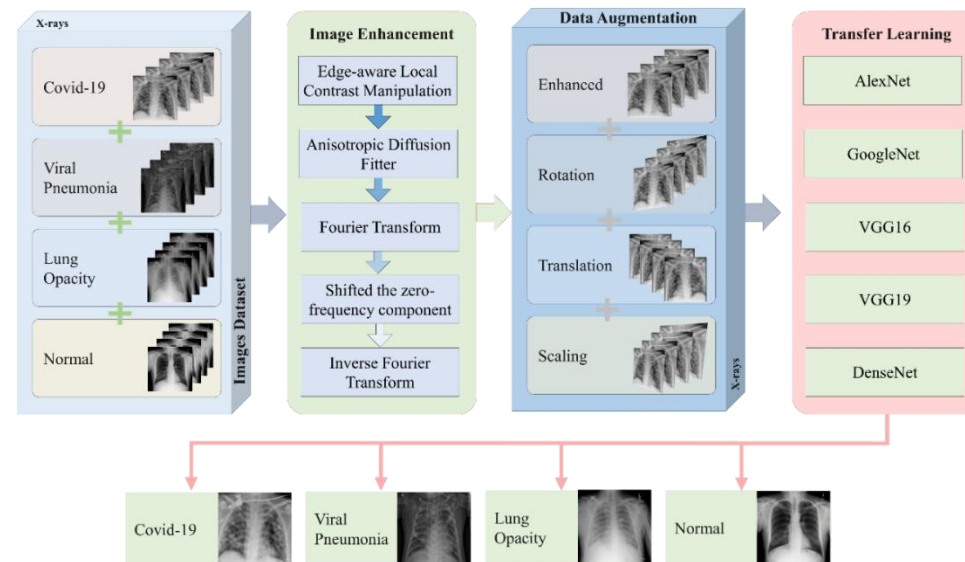 X-rays
Covid-19
Viral
Pneumonia
Lung
Opacity
Normal
Images Dataset
Image Enhancement
Edge-aware Local
Contrast Manipulation
Anisotropic Diffusion
Fitter
Fourier Transform
Shifted the zero-
frequency component
Inverse Fourier
Transform
Data Augmentation
Enhanced
Rotation
Translation
Scaling
X-rays
Transfer Learning
AlexNet
GoogleNet
VGG16
VGG19
DenseNet
Covid-19
Viral
Pneumonia
Lung
Opacity
Normal